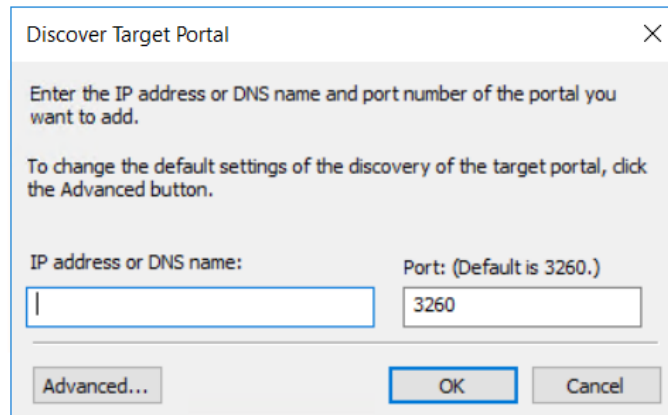 Discover Target Portal
Enter the IP address or DNS name and port number of the portal you
want to add.
To change the default settings of the discovery of the target portal, click
the Advanced button.
IP address or DNS name:
Port: (Default is 3260.)
3260
Advanced...
OK
Cancel